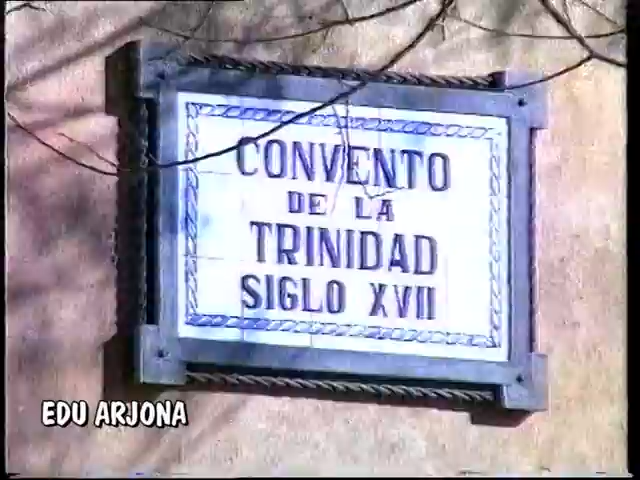 CONVENTO
DE LA
TRINIDAD
SIGLO XVII
EDU ARJONA